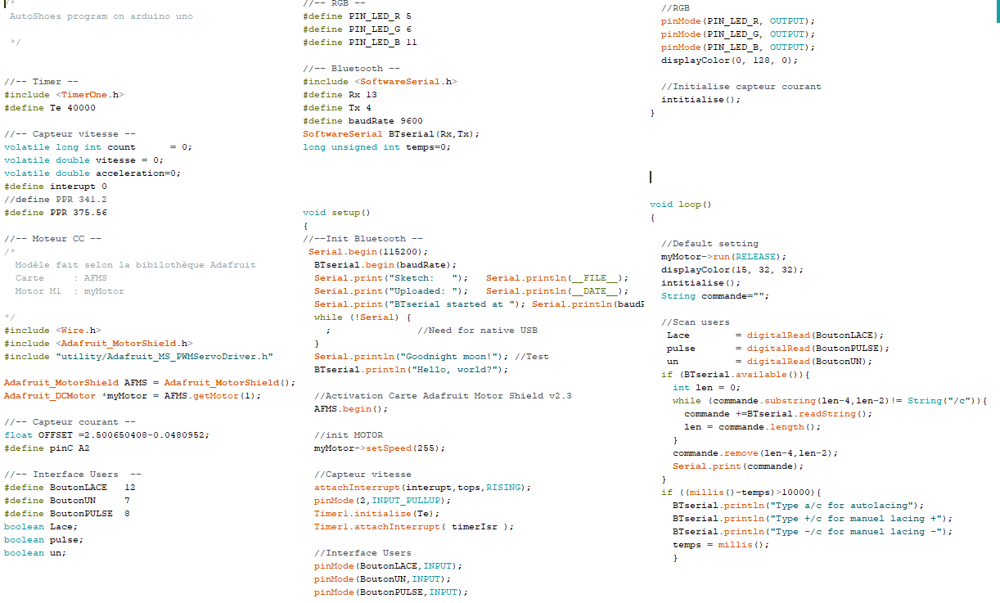 /*
AutoShoes program on arduino uno
*/
//-- Timer --
#include <TimerOne.h>
#define Te 40000
//-- Capteur vitesse --
volatile long int count      = 0;
volatile double vitesse = 0;
volatile double acceleration=0;
#define interupt 0
//define PPR 341.2
#define PPR 375.56
//-- Moteur CC --
/*
Modèle fait selon la bibilothèque Adafruit
Carte     : AFMS
Motor M1  : myMotor
*/
#include <Wire.h>
#include <Adafruit_MotorShield.h>
#include "utility/Adafruit_MS_PWMServoDriver.h"
Adafruit_MotorShield AFMS = Adafruit_MotorShield();
Adafruit_DCMotor *myMotor = AFMS.getMotor(1);
//-- Capteur courant --
float OFFSET =2.500650408-0.0480952;
#define pinC A2
//-- Interface Users  --
#define BoutonLACE   12
#define BoutonUN     7
#define BoutonPULSE  8
boolean Lace;
boolean pulse;
boolean un;
//-- RGB --
#define PIN_LED_R 5
#define PIN_LED_G 6
#define PIN_LED_B 11
//-- Bluetooth --
#include <SoftwareSerial.h>
#define Rx 13
#define Tx 4
#define baudRate 9600
SoftwareSerial BTserial(Rx,Tx);
long unsigned int temps=0;
void setup()
{
//--Init Bluetooth --
Serial.begin(115200);
BTserial.begin(baudRate);
Serial.print("Sketch:   ");   Serial.println(__FILE__);
Serial.print("Uploaded: ");   Serial.println(__DATE__);
Serial.print("BTserial started at "); Serial.println(baud
while (!Serial) {
;               //Need for native USB
}
Serial.println("Goodnight moon!"); //Test
BTserial.println("Hello, world?");
//Activation Carte Adafruit Motor Shield v2.3
AFMS.begin();
//init MOTOR
myMotor->setSpeed(255);
//Capteur vitesse
attachInterrupt(interupt,tops,RISING);
pinMode(2,INPUT_PULLUP);
Timer1.initialize(Te);
Timer1.attachInterrupt( timerIsr );
//Interface Users
pinMode(BoutonLACE,INPUT);
pinMode(BoutonUN,INPUT);
pinMode(BoutonPULSE,INPUT);
//RGB
pinMode(PIN_LED_R, OUTPUT);
pinMode(PIN_LED_G, OUTPUT);
pinMode(PIN_LED_B, OUTPUT);
displayColor(0, 128, 0);
//Initialise capteur courant
intitialise();
}
void loop()
{
//Default setting
myMotor->run(RELEASE);
displayColor(15, 32, 32);
intitialise();
String commande="";
//Scan users
Lace        = digitalRead(BoutonLACE);
pulse       = digitalRead(BoutonPULSE);
un          = digitalRead(BoutonUN);
if (BTserial.available()){
int len = 0;
while (commande.substring(len-4,len-2)!= String("/c")){
commande +=BTserial.readString();
len = commande.length();
}
commande.remove(len-4,len-2);
Serial.print(commande);
}
if ((millis()-temps)>10000){
BTserial.println("Type a/c for autolacing");
BTserial.println("Type +/c for manuel lacing +");
BTserial.println("Type -/c for manuel lacing -");
temps = millis();
}